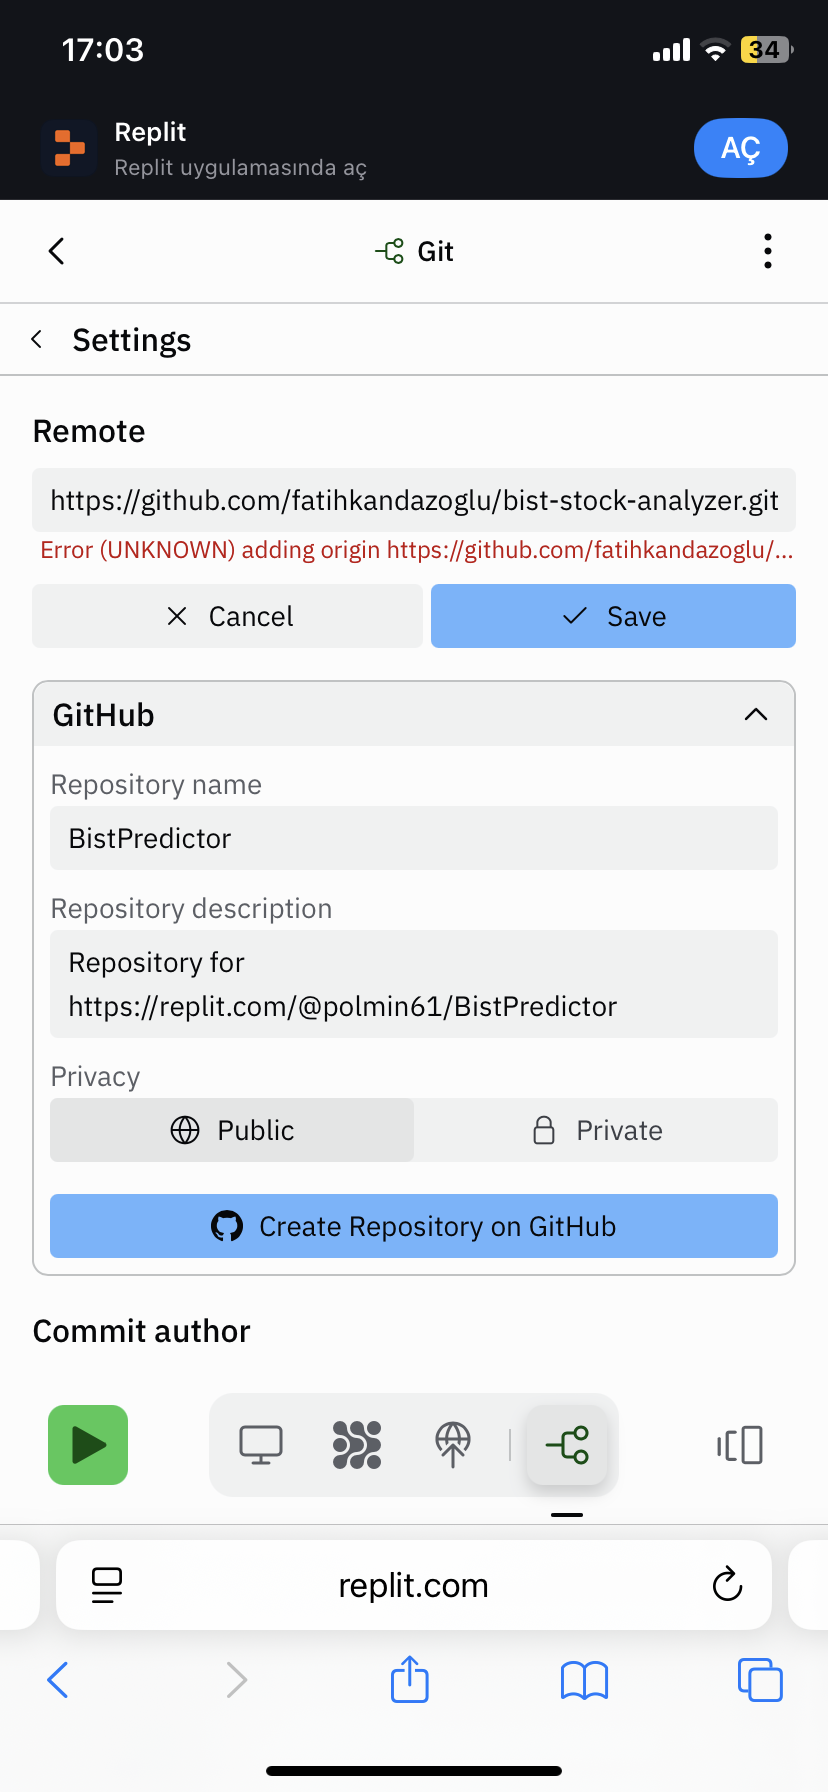 17:03
34
Replit
Replit uygulamasında aç
AÇ
Git
Settings
Remote
https://github.com/fatihkandazoglu/bist-stock-analyzer.git
Error (UNKNOWN) adding origin https://github.com/fatihkandazoglu/...
Cancel
Save
GitHub
Repository name
BistPredictor
Repository description
Repository for
https://replit.com/@polmin61/BistPredictor
Privacy
Public
Private
Create Repository on GitHub
Commit author
replit.com